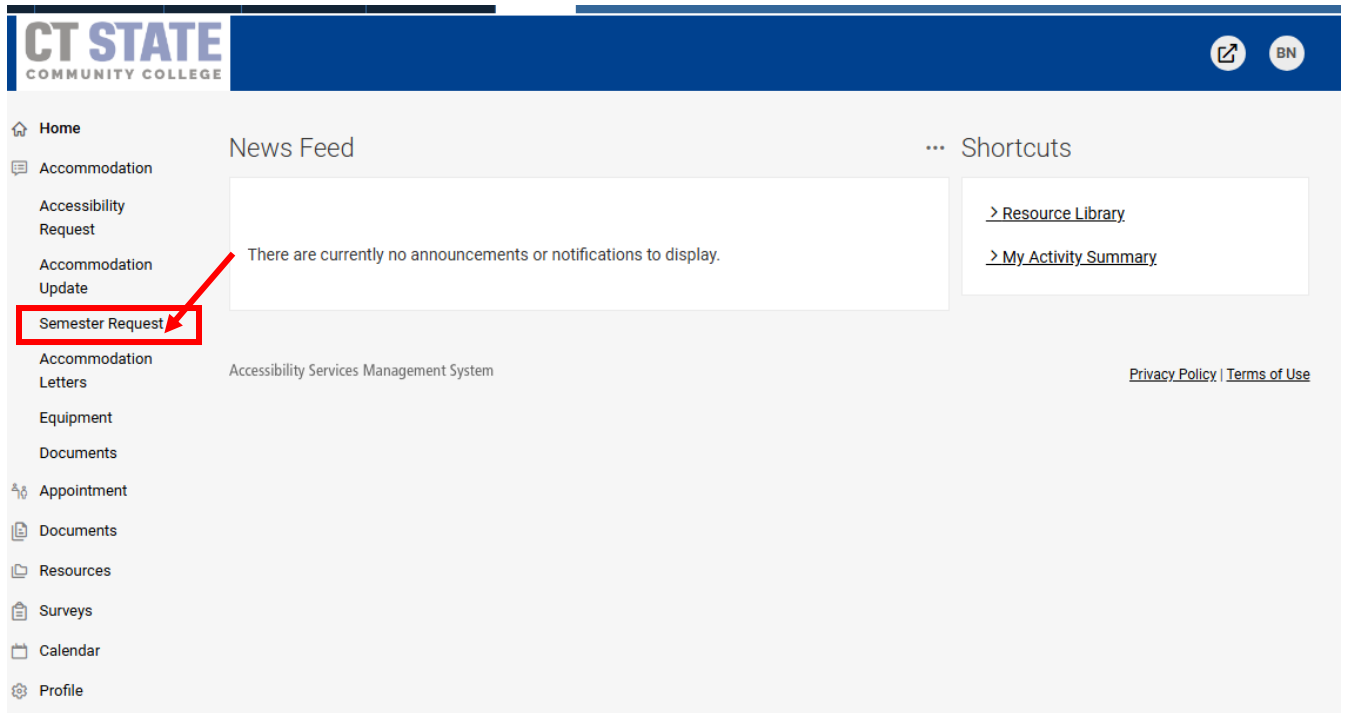 CT STATE
COMMUNITY COLLEGE
BN
Home
Accommodation
Accessibility
Request
Accommodation
Update
Semester Request
Accommodation
Letters
Equipment
Documents
Appointment
Documents
Resources
Surveys
Calendar
Profile
News Feed
...
There are currently no announcements or notifications to display.
Shortcuts
> Resource Library
> My Activity Summary
Accessibility Services Management System
Privacy Policy | Terms of Use